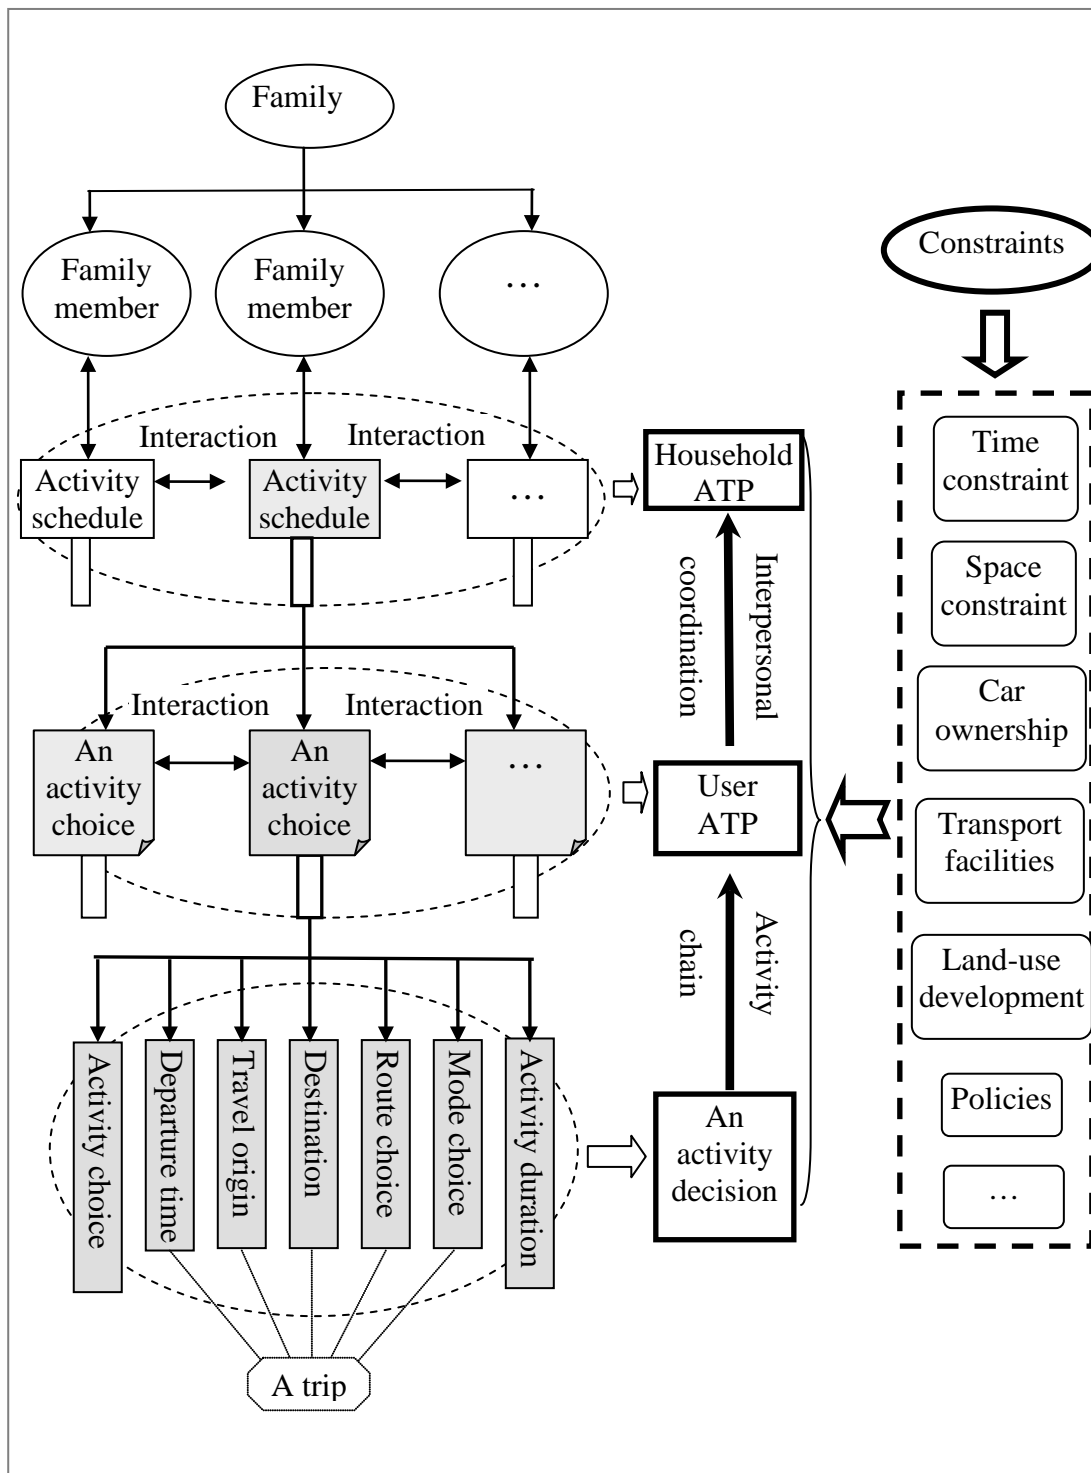 Family
Constraints
Family
member
Family
member
…
Interaction
Interaction
Activity
schedule
Activity
schedule
…
Household
ATP
Time
constraint
Space
constraint
Interpersonal
coordination
Interaction
Interaction
An
activity
choice
An
activity
choice
…
User
ATP
Car
ownership
Transport
facilities
Activity
chain
Land-use
development
Activity choice
Departure time
Travel origin
Destination
Route choice
Mode choice
Activity duration
An
activity
decision
Policies
…
A trip